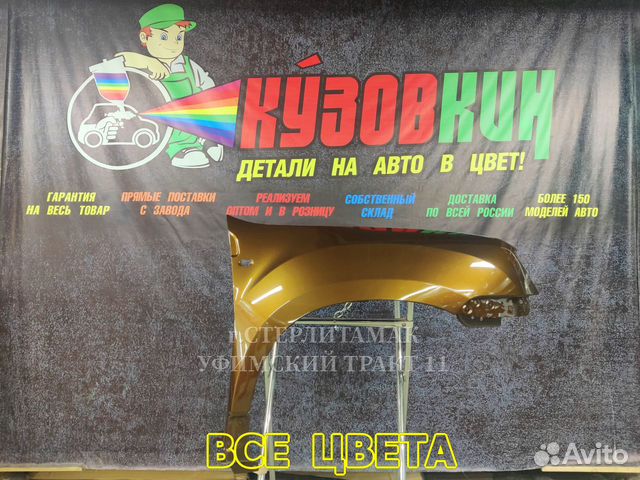 КУЗОВКИН
ДЕТАЛИ НА АВТО В ЦВЕТ!
ГАРАНТИЯ
НА ВЕСЬ ТОВАР
ПРЯМЫЕ ПОСТАВКИ
С ЗАВОДА
РЕАЛИЗУЕМ
ОПТОМ И В РОЗНИЦУ
СОБСТВЕННЫЙ
СКЛАД
ДОСТАВКА
ПО ВСЕЙ РОССИИ
БОЛЕЕ 150
МОДЕЛЕЙ АВТО
г.СТЕРЛИТАМАК
УФИМСКИЙ ТРАКТ 11
ВСЕ ЦВЕТА
Avito